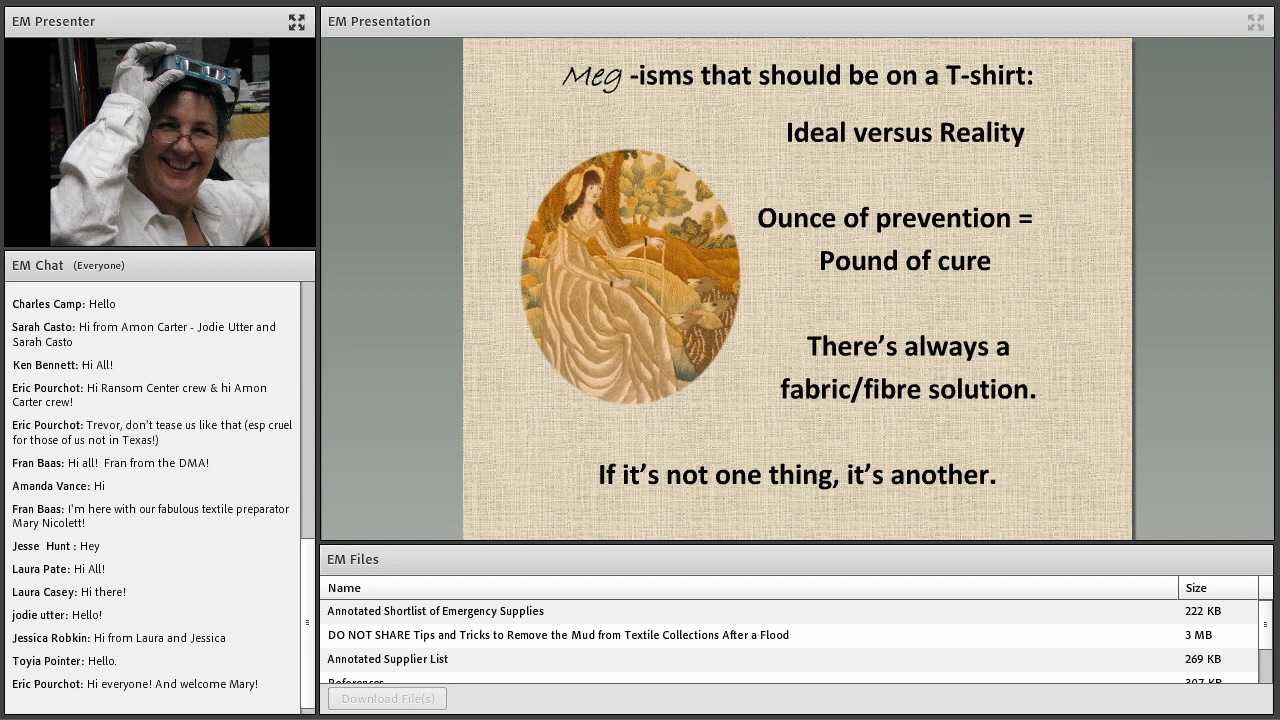 EM Presenter
EM Chat (Everyone)
Charles Camp: Hello
Sarah Casto: Hi from Amon Carter - Jodie Utter and
Sarah Casto
Ken Bennett: Hi All!
Eric Pourchot: Hi Ransom Center crew & hi Amon
Carter crew!
Eric Pourchot: Trevor, don't tease us like that (esp cruel
for those of us not in Texas!)
Fran Baas: Hi all!  Fran from the DMA!
Amanda Vance: Hi
Fran Baas: I'm here with our fabulous textile preparator
Mary Nicolett!
Jesse  Hunt : Hey
Laura Pate: Hi All!
Laura Casey: Hi there!
jodie utter: Hello!
Jessica Robkin: Hi from Laura and Jessica
Toyia Pointer: Hello.
Eric Pourchot: Hi everyone! And welcome Mary!
EM Presentation
Meg -isms that should be on a T-shirt:
Ideal versus Reality
Ounce of prevention =
Pound of cure
There’s always a
fabric/fibre solution.
If it’s not one thing, it’s another.
EM Files
Name Size
Annotated Shortlist of Emergency Supplies 222 KB
DO NOT SHARE Tips and Tricks to Remove the Mud from Textile Collections After a Flood 3 MB
Annotated Supplier List 269 KB
References 307 KB
Download File(s)